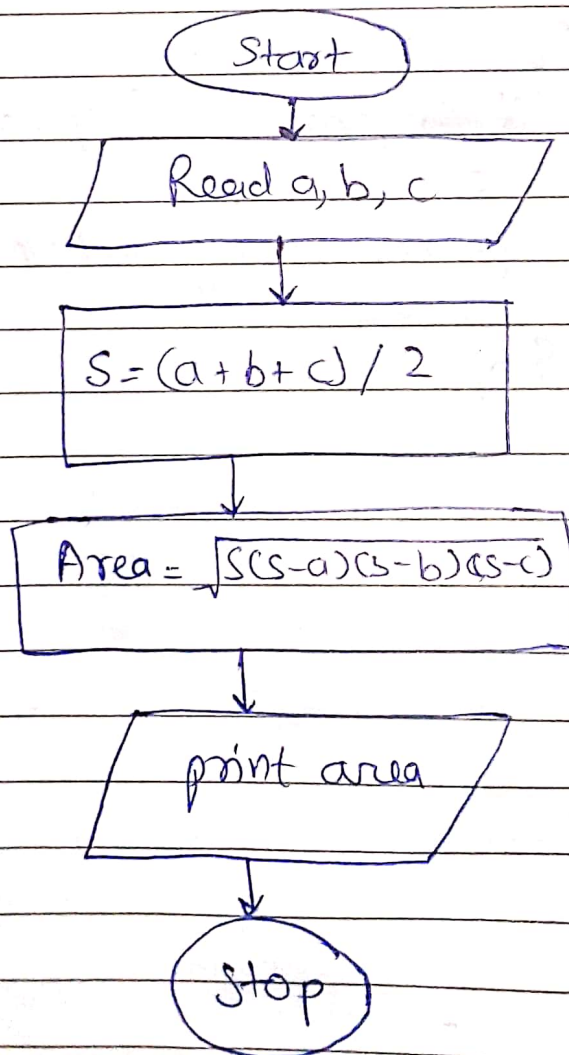 Start
Read a, b, c
S = (a + b + c) / 2
Area = √S(S-a)(S-b)(S-c)
print area
Stop